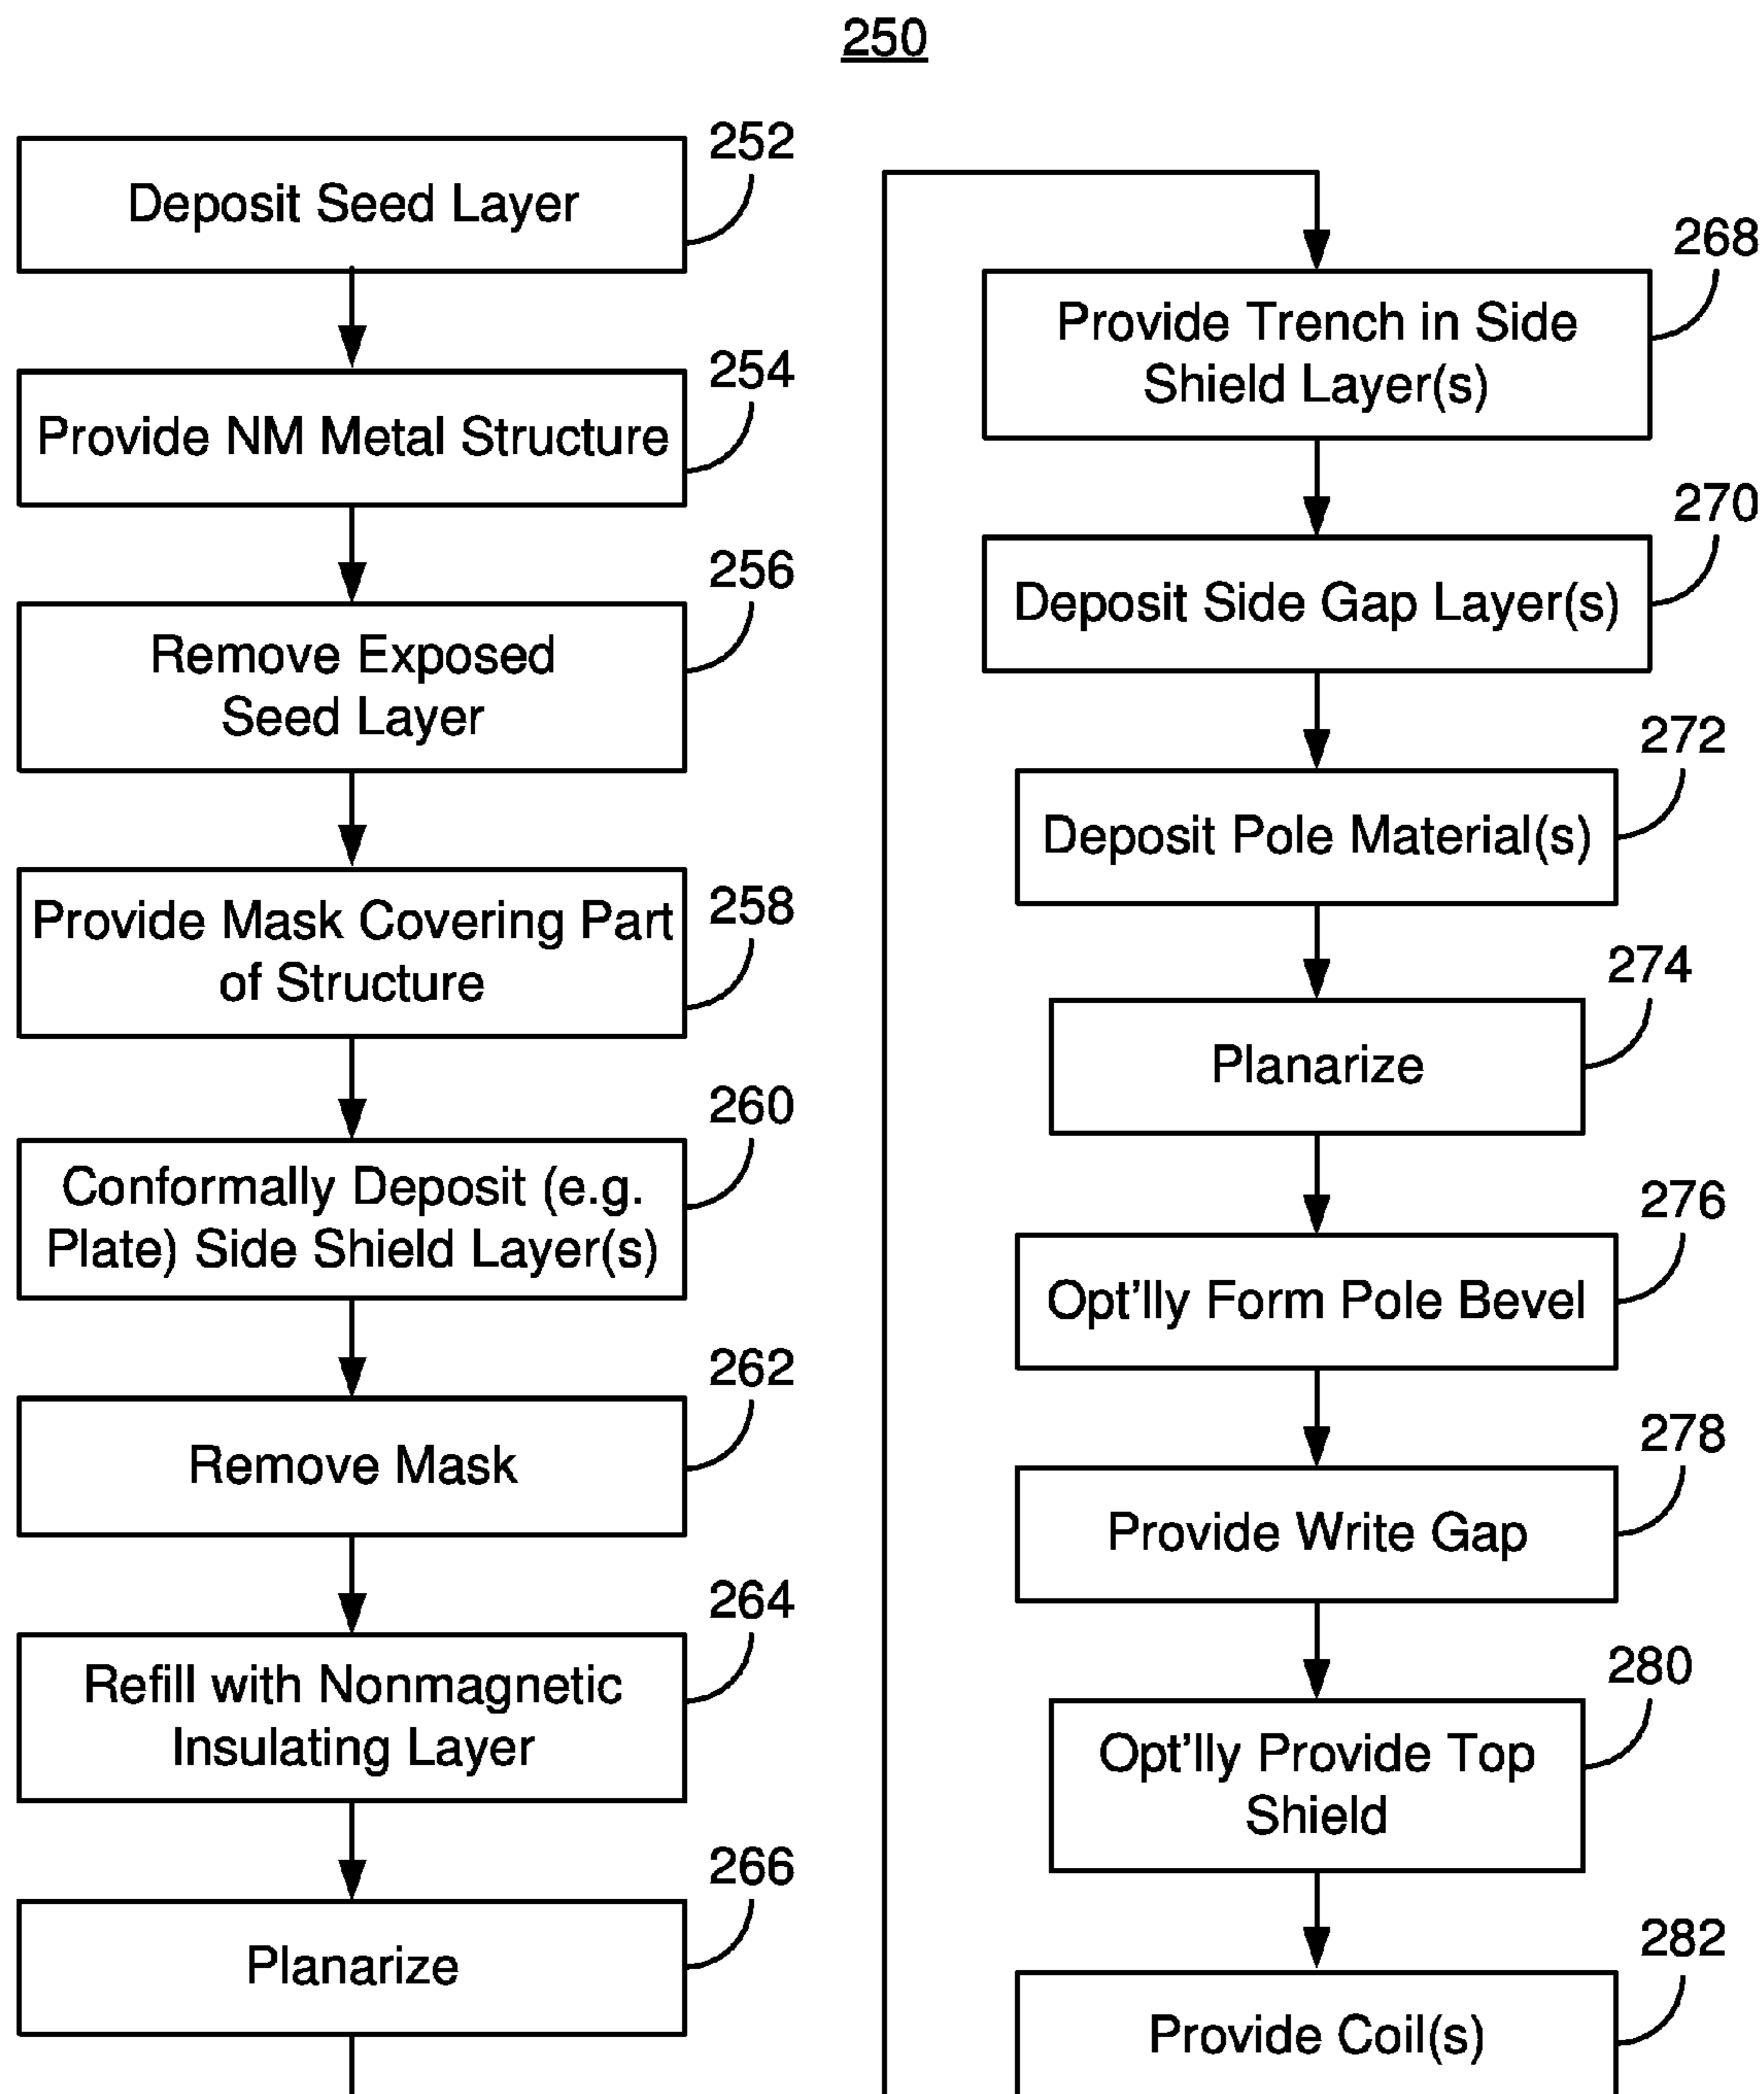 250
252
Deposit Seed Layer
254
Provide NM Metal Structure
256
Remove Exposed
Seed Layer
258
Provide Mask Covering Part
of Structure
260
Conformally Deposit (e.g.
Plate) Side Shield Layer(s)
262
Remove Mask
264
Refill with Nonmagnetic
Insulating Layer
266
Planarize
268
Provide Trench in Side
Shield Layer(s)
270
Deposit Side Gap Layer(s)
272
Deposit Pole Material(s)
274
Planarize
276
Opt'lly Form Pole Bevel
278
Provide Write Gap
280
Opt'lly Provide Top
Shield
282
Provide Coil(s)